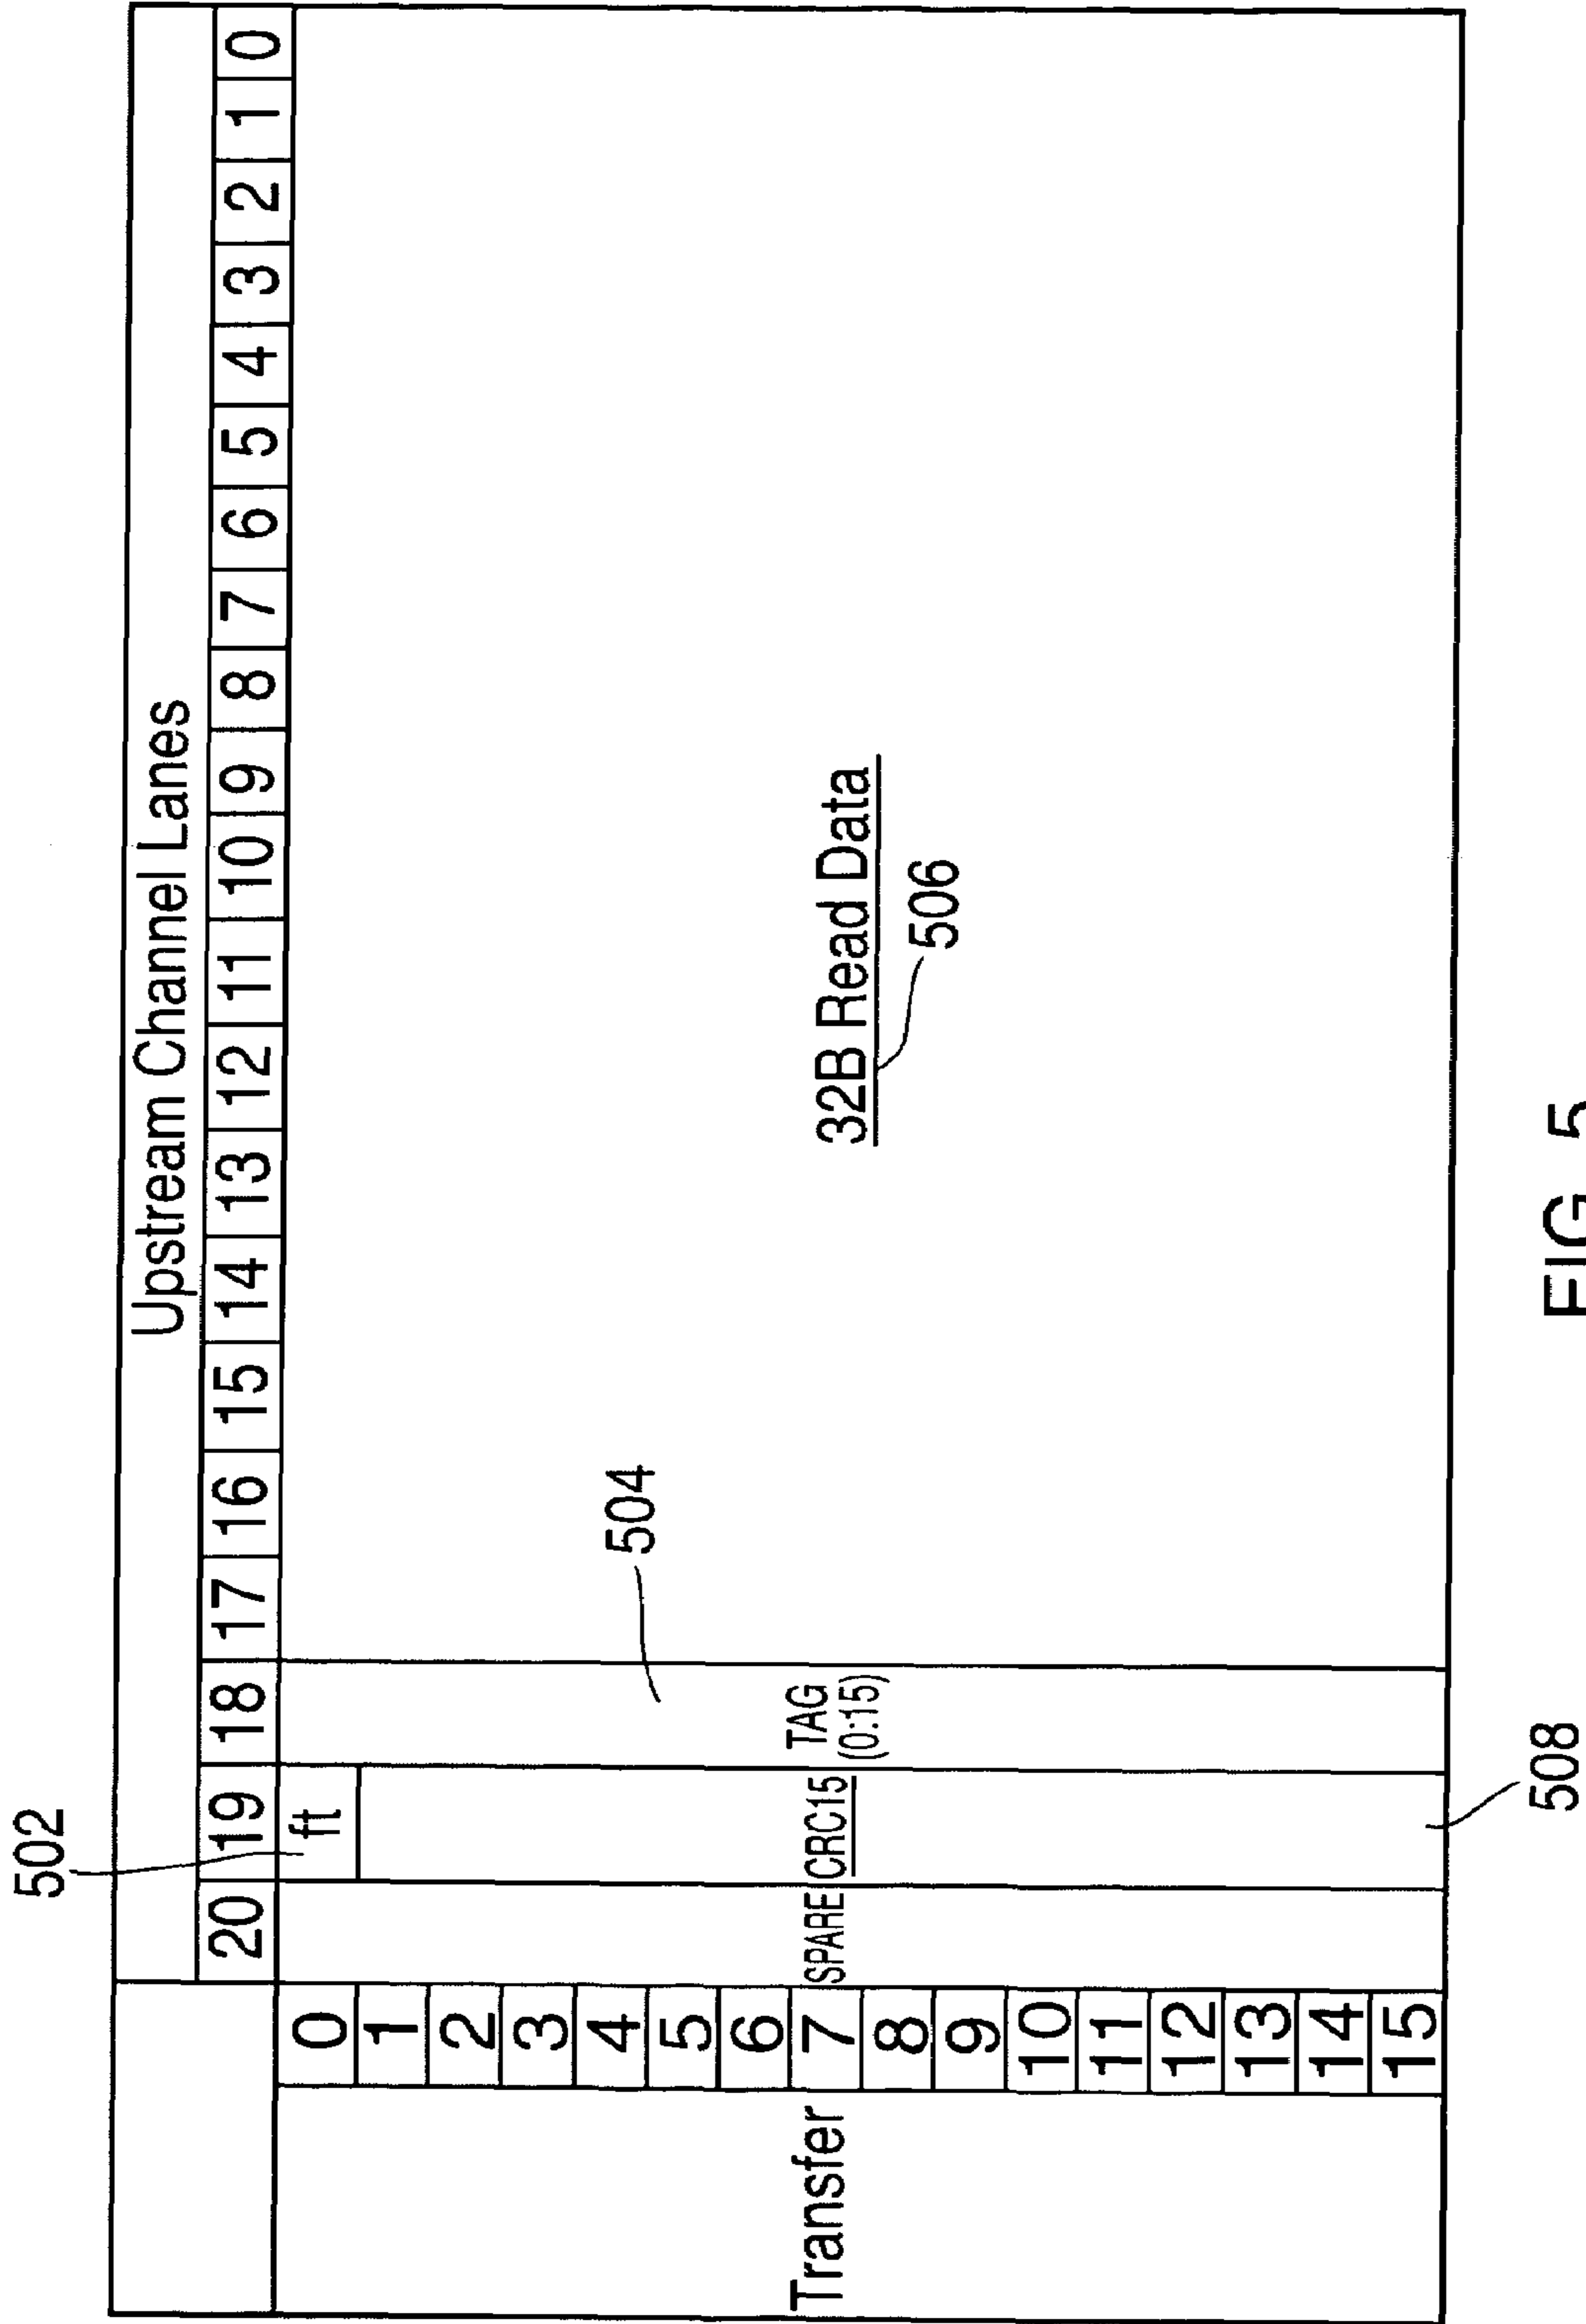 502
Upstream Channel Lanes
20 19 18 17 16 15 14 13 12 11 10 9 8 7 6 5 4 3 2 1 0
Transfer
0
1
2
3
4
5
6
7
8
9
10
11
12
13
14
15
ft
SPARE
CRC15
TAG
(0:15)
504
32B Read Data
506
508
FIG. 5